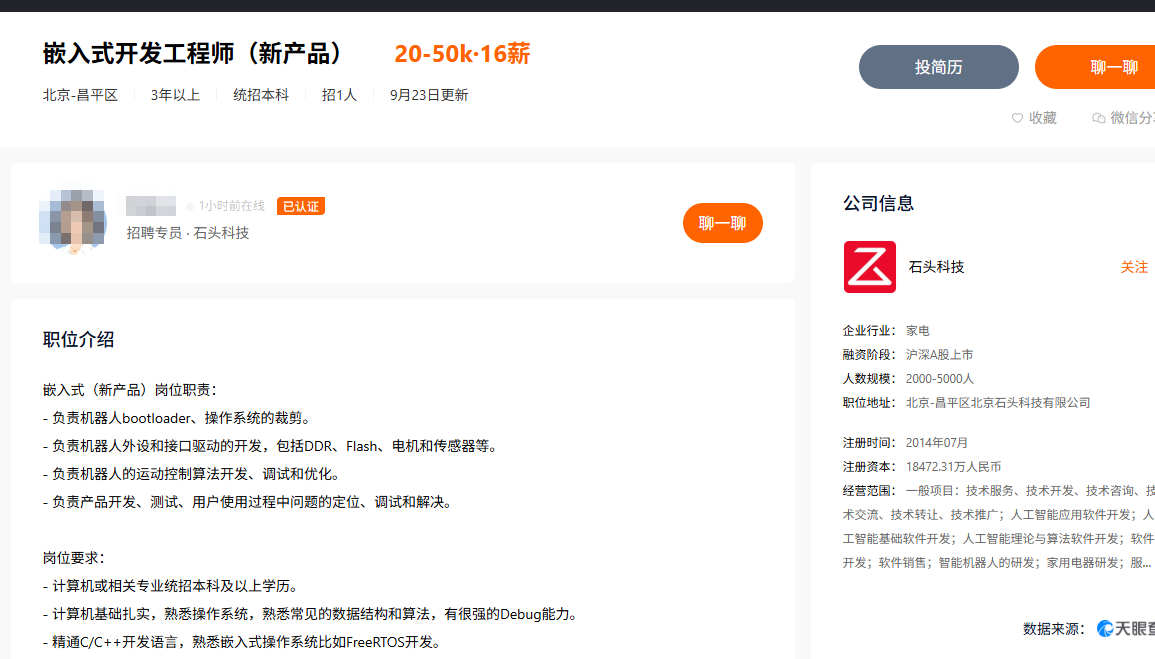 嵌入式开发工程师（新产品） 20-50k·16薪
投简历 聊一聊
北京-昌平区 3年以上 统招本科 招1人 9月23日更新
收藏 微信分
1小时前在线 已认证
招聘专员 · 石头科技
聊一聊
职位介绍
嵌入式（新产品）岗位职责：
- 负责机器人bootloader、操作系统的裁剪。
- 负责机器人外设和接口驱动的开发，包括DDR、Flash、电机和传感器等。
- 负责机器人的运动控制算法开发、调试和优化。
- 负责产品开发、测试、用户使用过程中问题的定位、调试和解决。
岗位要求：
- 计算机或相关专业统招本科及以上学历。
- 计算机基础扎实，熟悉操作系统，熟悉常见的数据结构和算法，有很强的Debug能力。
- 精通C/C++开发语言，熟悉嵌入式操作系统比如FreeRTOS开发。
公司信息
石头科技 关注
企业行业： 家电
融资阶段： 沪深A股上市
人数规模： 2000-5000人
职位地址： 北京-昌平区北京石头科技有限公司
注册时间： 2014年07月
注册资本： 18472.31万人民币
经营范围： 一般项目：技术服务、技术开发、技术咨询、技
术交流、技术转让、技术推广；人工智能应用软件开发；人
工智能基础软件开发；人工智能理论与算法软件开发；软件
开发；软件销售；智能机器人的研发；家用电器研发；服...
数据来源： 天眼查